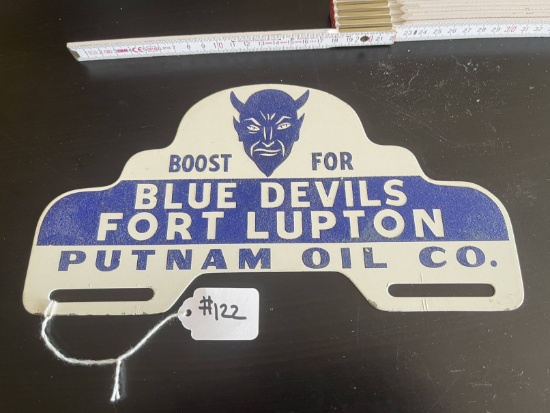 BOOST FOR
BLUE DEVILS
FORT LUPTON
PUTNAM OIL CO.
#122